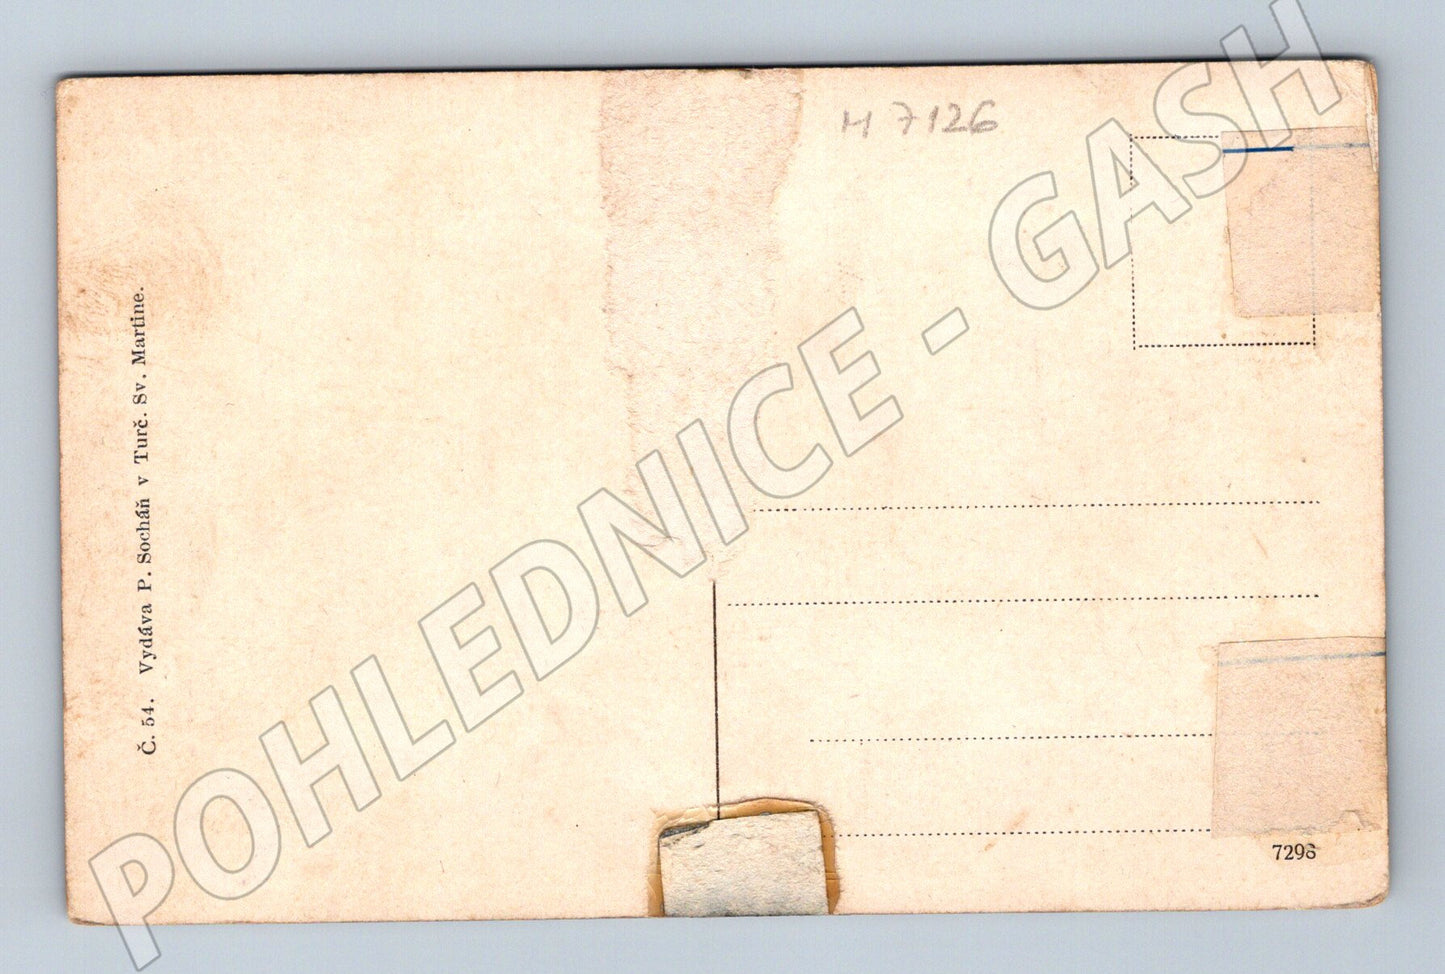 H 7126
Č. 54. Vydáva P. Socháň v Turč. Sv. Martine.
7298
POHLEDNICE - GASH